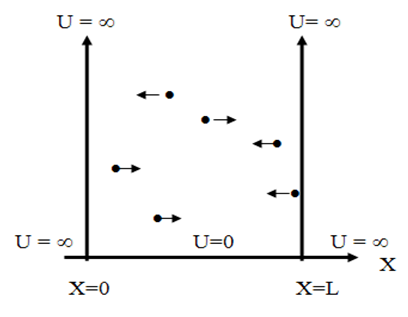 U = ∞ U= ∞
U = ∞ U=0 U = ∞
X
X=0 X=L